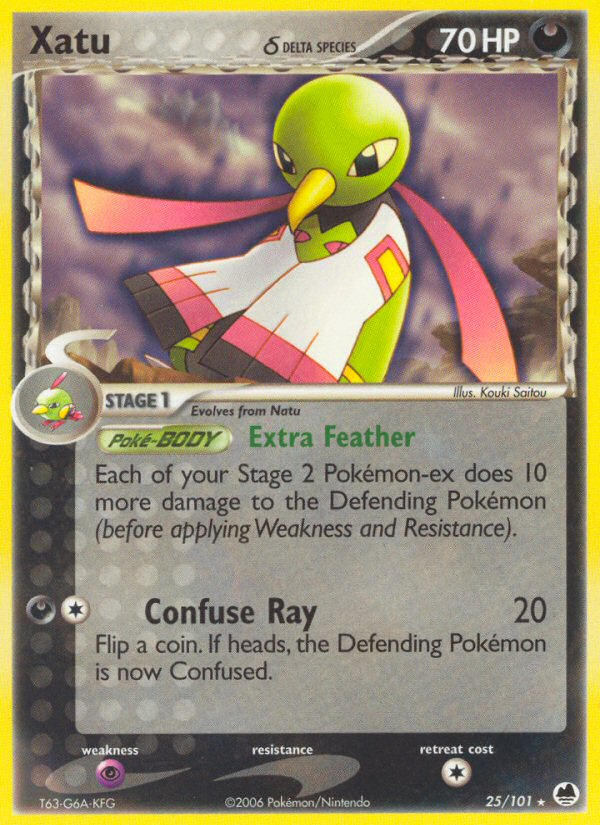 Xatu
δ DELTA SPECIES
70 HP
Illus. Kouki Saitou
STAGE 1
Evolves from Natu
Poké-BODY Extra Feather
Each of your Stage 2 Pokémon-ex does 10
more damage to the Defending Pokémon
(before applying Weakness and Resistance).
Confuse Ray 20
Flip a coin. If heads, the Defending Pokémon
is now Confused.
weakness resistance retreat cost
T63-G6A-KFG ©2006 Pokémon/Nintendo 25/101 ★